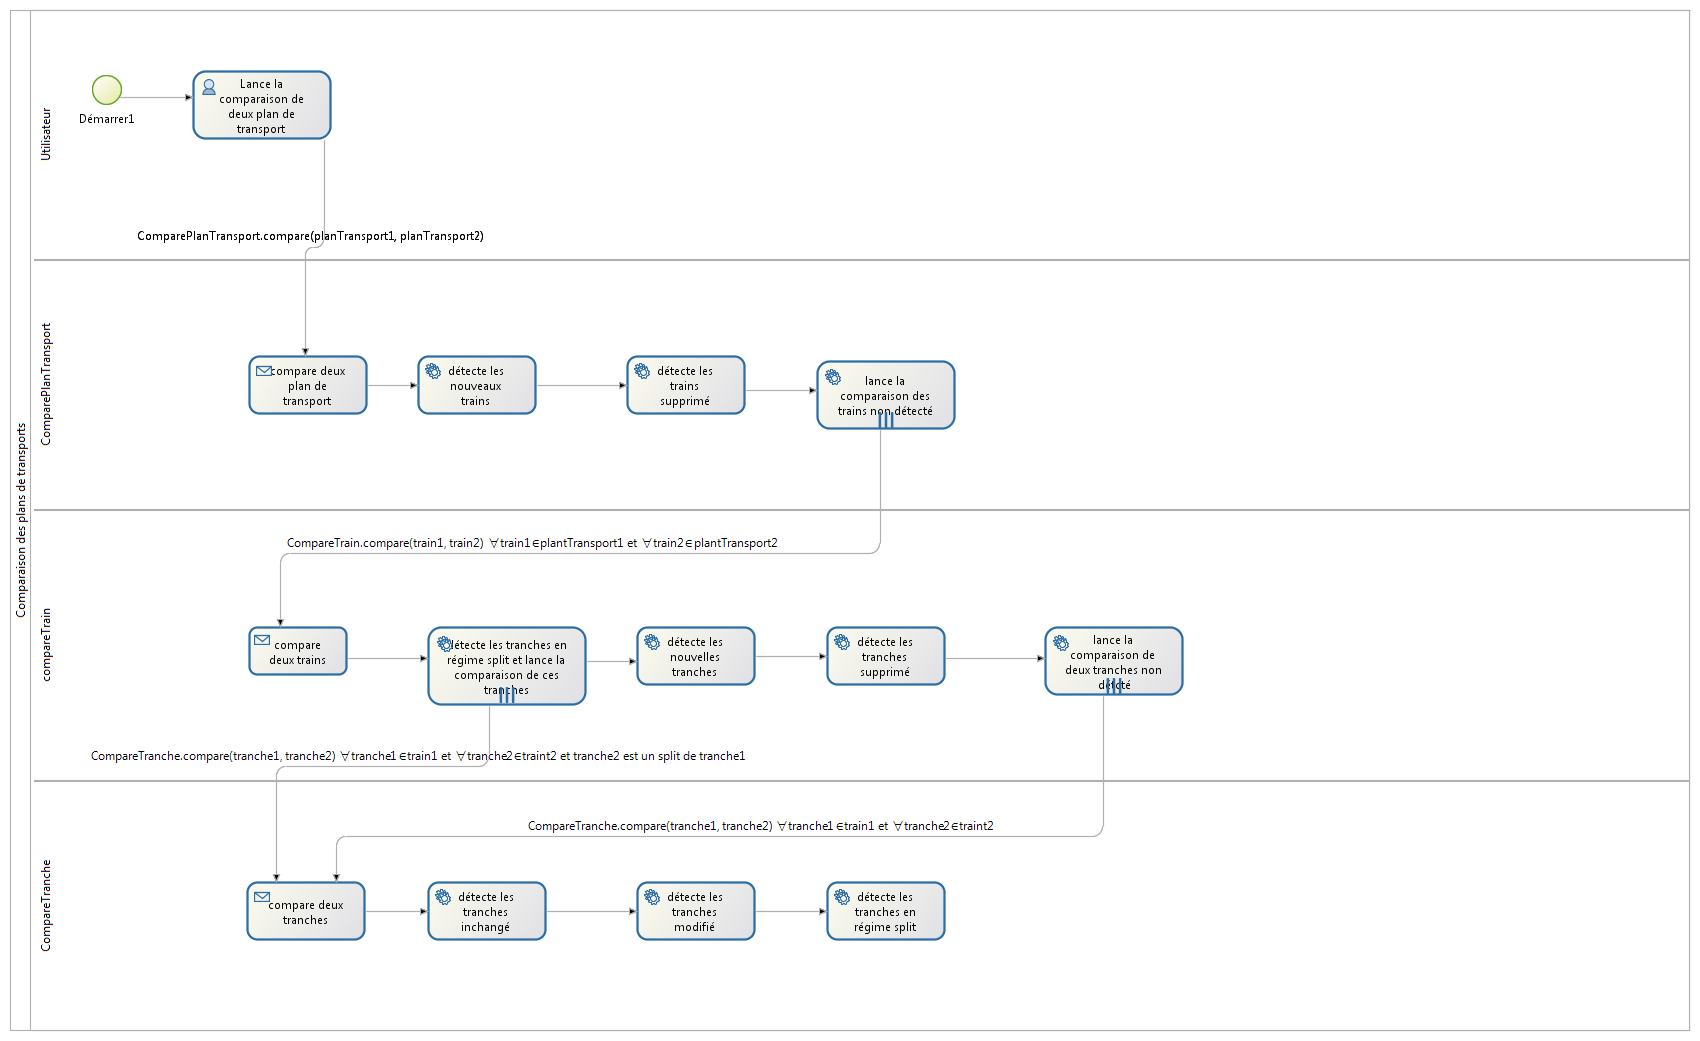 Comparaison des plans de transports
Utilisateur
Démarrer1
Lance la
comparaison de
deux plan de
transport
ComparePlanTransport.compare(planTransport1, planTransport2)
ComparePlanTransport
compare deux
plan de
transport
détecte les
nouveaux
trains
détecte les
trains
supprimé
lance la
comparaison des
trains non détecté
CompareTrain.compare(train1, train2) ∀train1∈plantTransport1 et ∀train2∈plantTransport2
compareTrain
compare
deux trains
détecte les tranches en
régime split et lance la
comparaison de ces
tranches
détecte les
nouvelles
tranches
détecte les
tranches
supprimé
lance la
comparaison de
deux tranches non
détcté
CompareTranche.compare(tranche1, tranche2) ∀tranche1∈train1 et ∀tranche2∈traint2 et tranche2 est un split de tranche1
CompareTranche.compare(tranche1, tranche2) ∀tranche1∈train1 et ∀tranche2∈traint2
CompareTranche
compare deux
tranches
détecte les
tranches
inchangé
détecte les
tranches
modifié
détecte les
tranches en
régime split